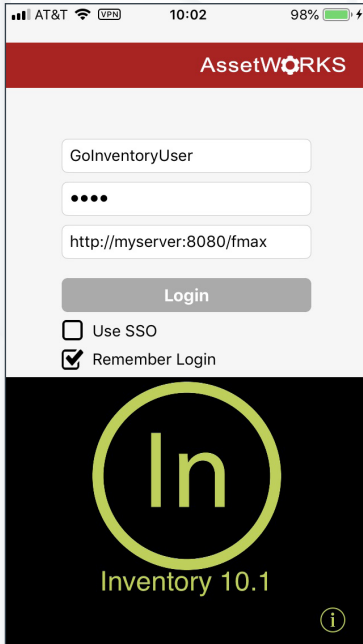 AT&T VPN 10:02 98%
AssetWORKS
GoInventoryUser
••••
http://myserver:8080/fmax
Login
Use SSO
Remember Login
In
Inventory 10.1
i